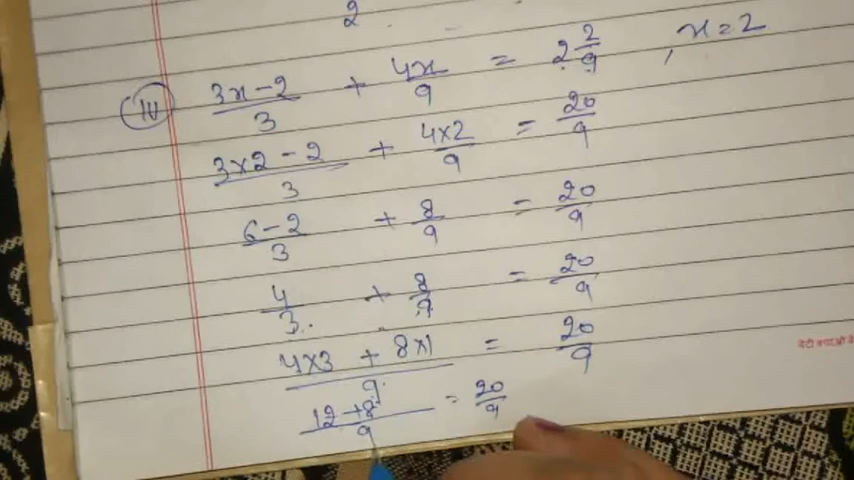 2
(iv) (3x-2)/3 + 4x/9 = 2 2/9 , x=2
(3×2-2)/3 + (4×2)/9 = 20/9
(6-2)/3 + 8/9 = 20/9
4/3 + 8/9 = 20/9
(4×3 + 8×1)/9 = 20/9
(12+8)/9 = 20/9